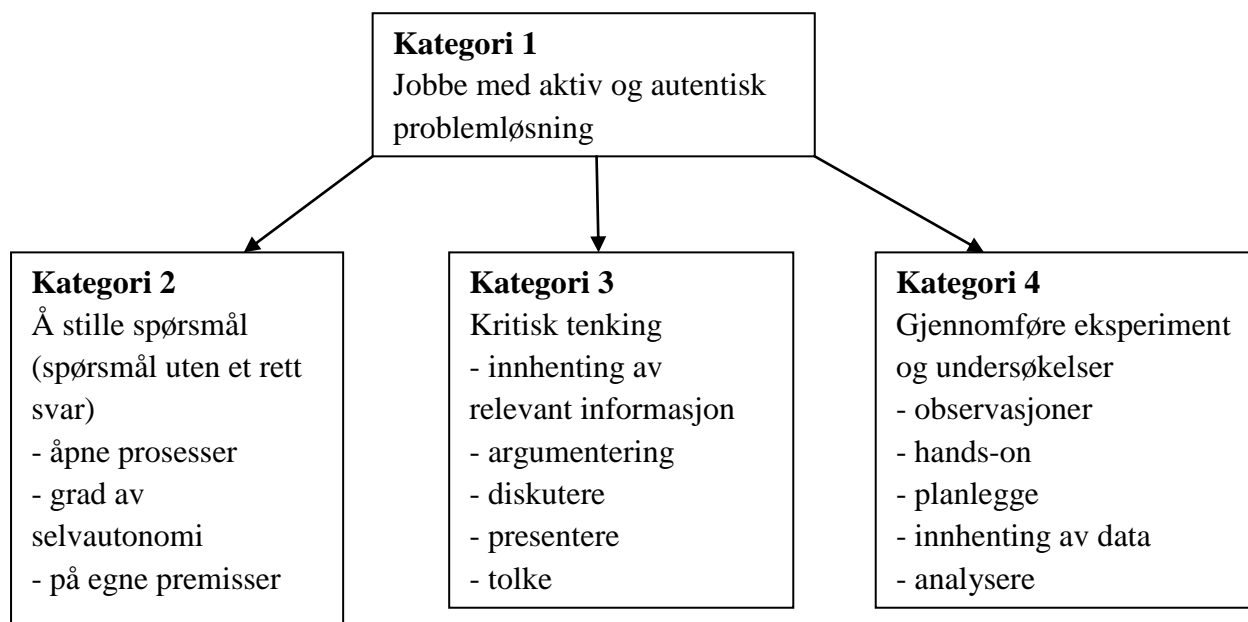 Kategori 1
Jobbe med aktiv og autentisk
problemløsning
Kategori 2
Å stille spørsmål
(spørsmål uten et rett
svar)
- åpne prosesser
- grad av
selvautonomi
- på egne premisser
Kategori 3
Kritisk tenking
- innhenting av
relevant informasjon
- argumentering
- diskutere
- presentere
- tolke
Kategori 4
Gjennomføre eksperiment
og undersøkelser
- observasjoner
- hands-on
- planlegge
- innhenting av data
- analysere